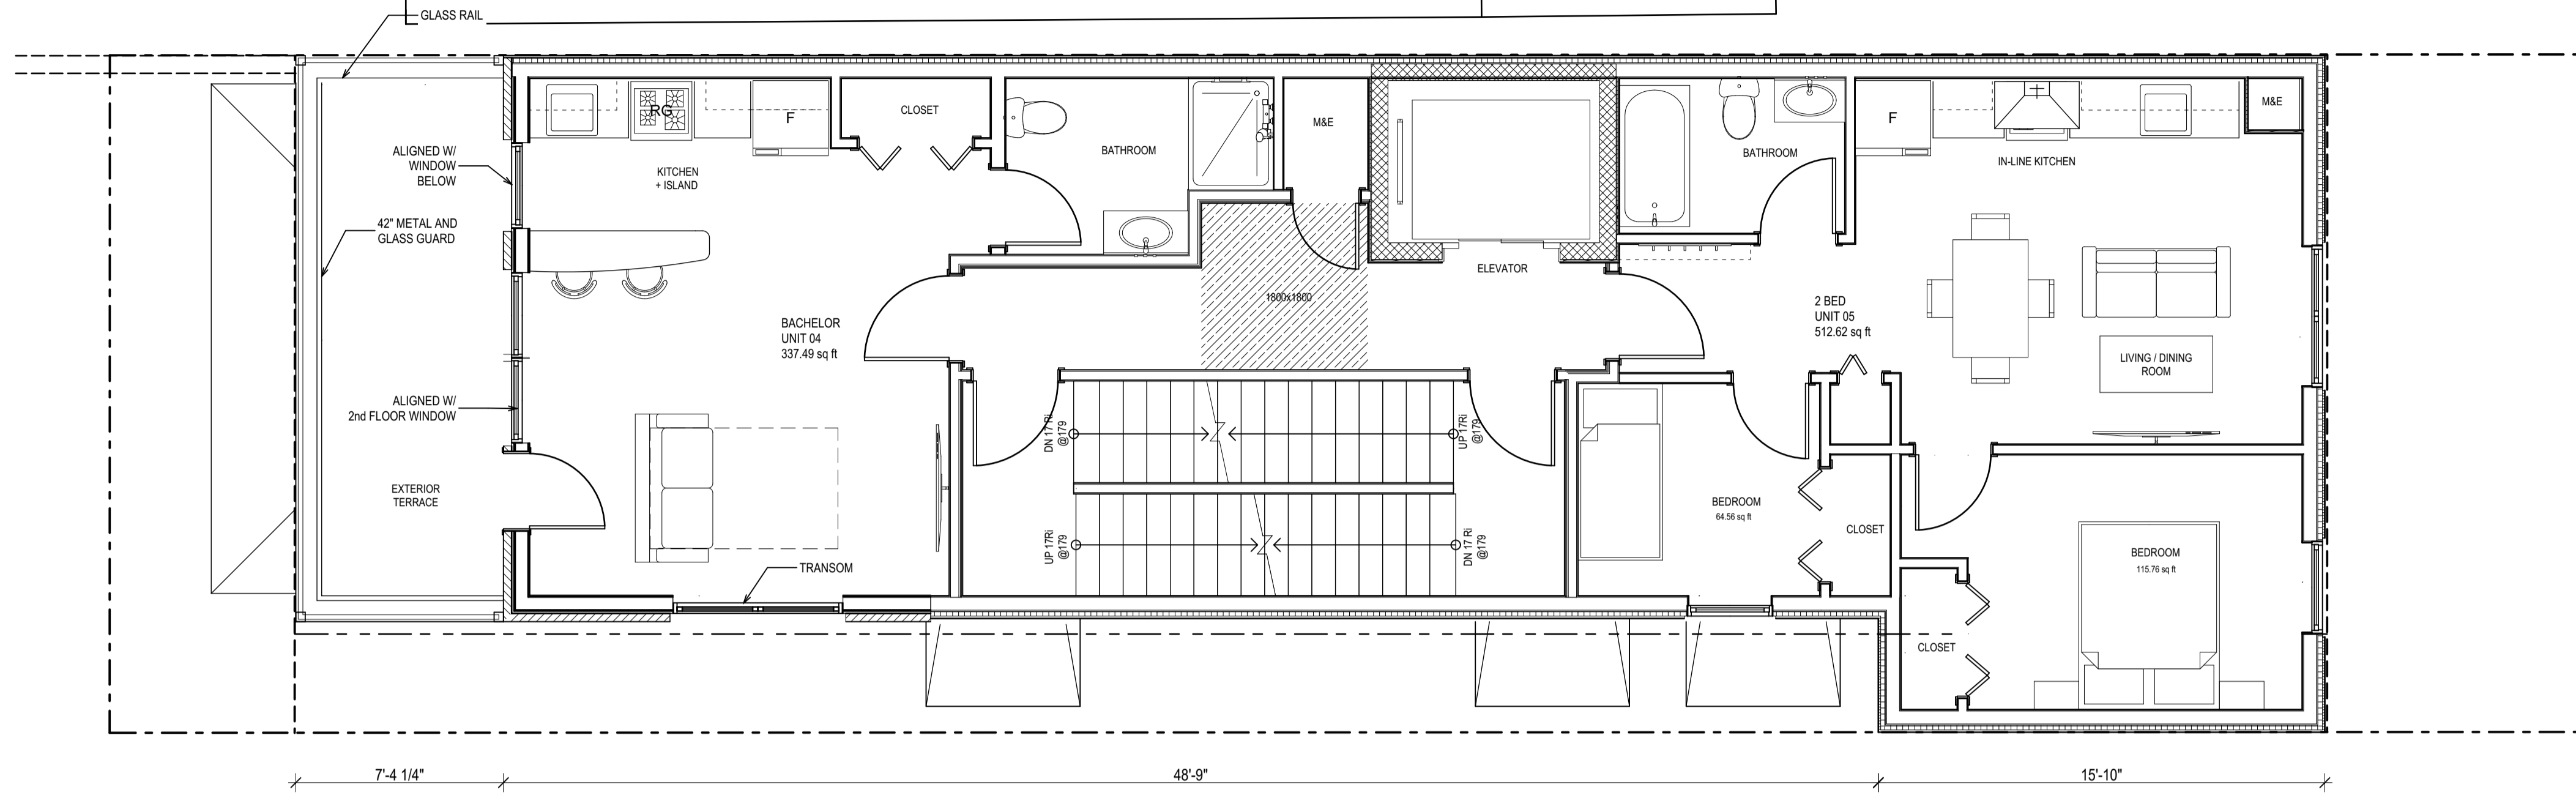 GLASS RAIL
ALIGNED W/
WINDOW
BELOW
42" METAL AND
GLASS GUARD
ALIGNED W/
2nd FLOOR WINDOW
EXTERIOR
TERRACE
RG
F
KITCHEN
+ ISLAND
CLOSET
BATHROOM
M&E
BACHELOR
UNIT 04
337.49 sq ft
TRANSOM
1800x1800
ELEVATOR
DN 17 Ri
@179
UP 17Ri
@179
UP 17Ri
@179
DN 17 Ri
@179
BATHROOM
F
IN-LINE KITCHEN
M&E
2 BED
UNIT 05
512.62 sq ft
LIVING / DINING
ROOM
BEDROOM
64.56 sq ft
CLOSET
BEDROOM
115.76 sq ft
CLOSET
7'-4 1/4"
48'-9"
15'-10"